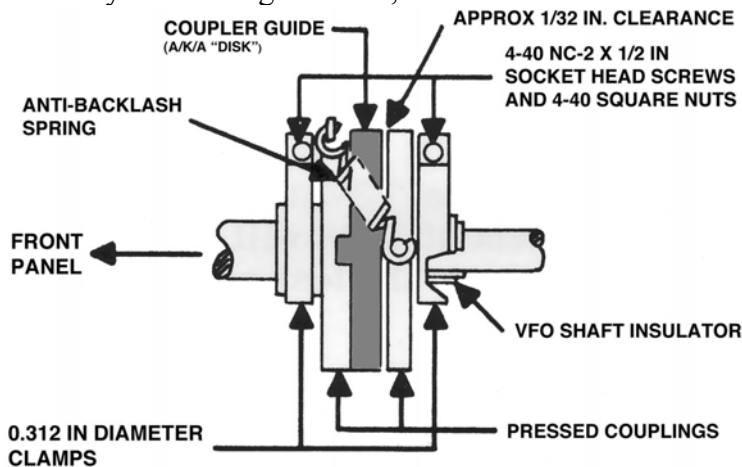 COUPLER GUIDE
(A/K/A “DISK”)
APPROX 1/32 IN. CLEARANCE
4-40 NC-2 X 1/2 IN
SOCKET HEAD SCREWS
AND 4-40 SQUARE NUTS
ANTI-BACKLASH
SPRING
FRONT
PANEL
VFO SHAFT INSULATOR
0.312 IN DIAMETER
CLAMPS
PRESSED COUPLINGS